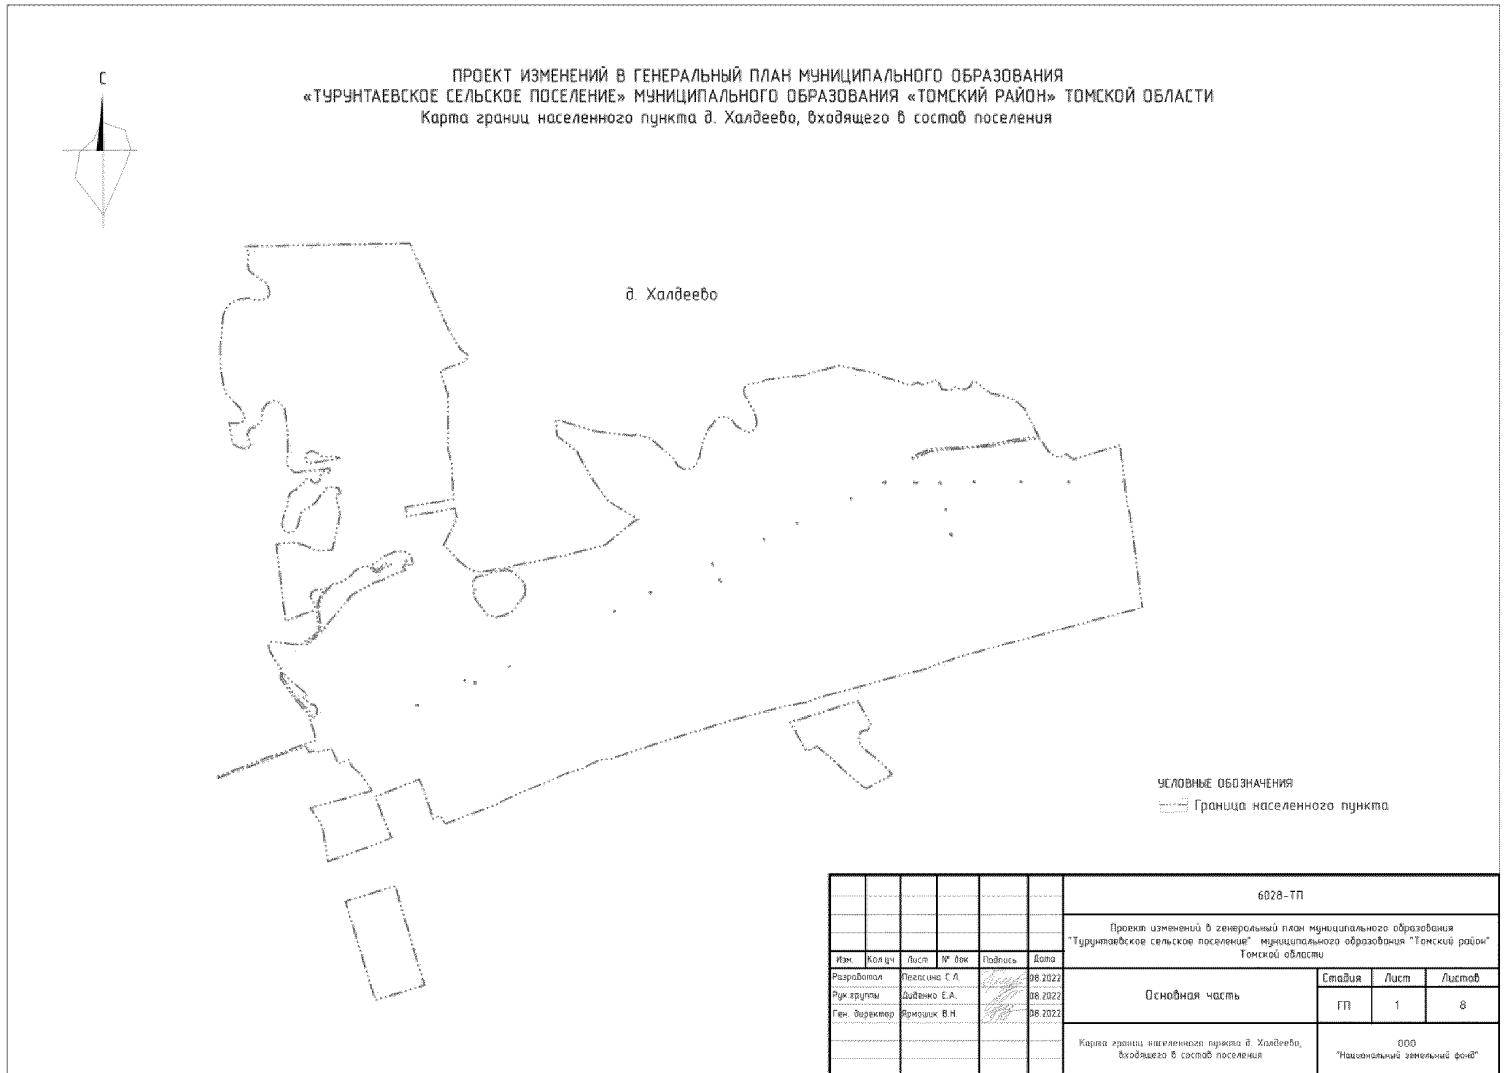 С
ПРОЕКТ ИЗМЕНЕНИЙ В ГЕНЕРАЛЬНЫЙ ПЛАН МУНИЦИПАЛЬНОГО ОБРАЗОВАНИЯ
«ТУРУНТАЕВСКОЕ СЕЛЬСКОЕ ПОСЕЛЕНИЕ» МУНИЦИПАЛЬНОГО ОБРАЗОВАНИЯ «ТОМСКИЙ РАЙОН» ТОМСКОЙ ОБЛАСТИ
Карта границ населенного пункта д. Халдеево, входящего в состав поселения
д. Халдеево
УСЛОВНЫЕ ОБОЗНАЧЕНИЯ
Граница населенного пункта
6028-ТП
Проект изменений в генеральный план муниципального образования
"Турунтаевское сельское поселение" муниципального образования "Томский район"
Томской области
Изм. Кол уч Лист № док Подпись Дата
Разработал Пегасина С.Л. 08.2022
Рук.группы Диденко Е.А. 08.2022
Ген. директор Ярмошик В.Н. 08.2022
Основная часть
Стадия Лист Листов
ГП 1 8
Карта границ населенного пункта д. Халдеево,
входящего в состав поселения
ООО
"Национальный земельный фонд"